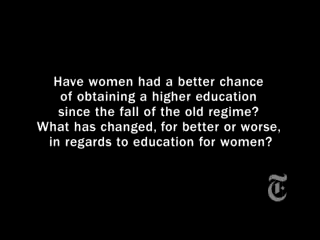 Have women had a better chance
of obtaining a higher education
since the fall of the old regime?
What has changed, for better or worse,
in regards to education for women?